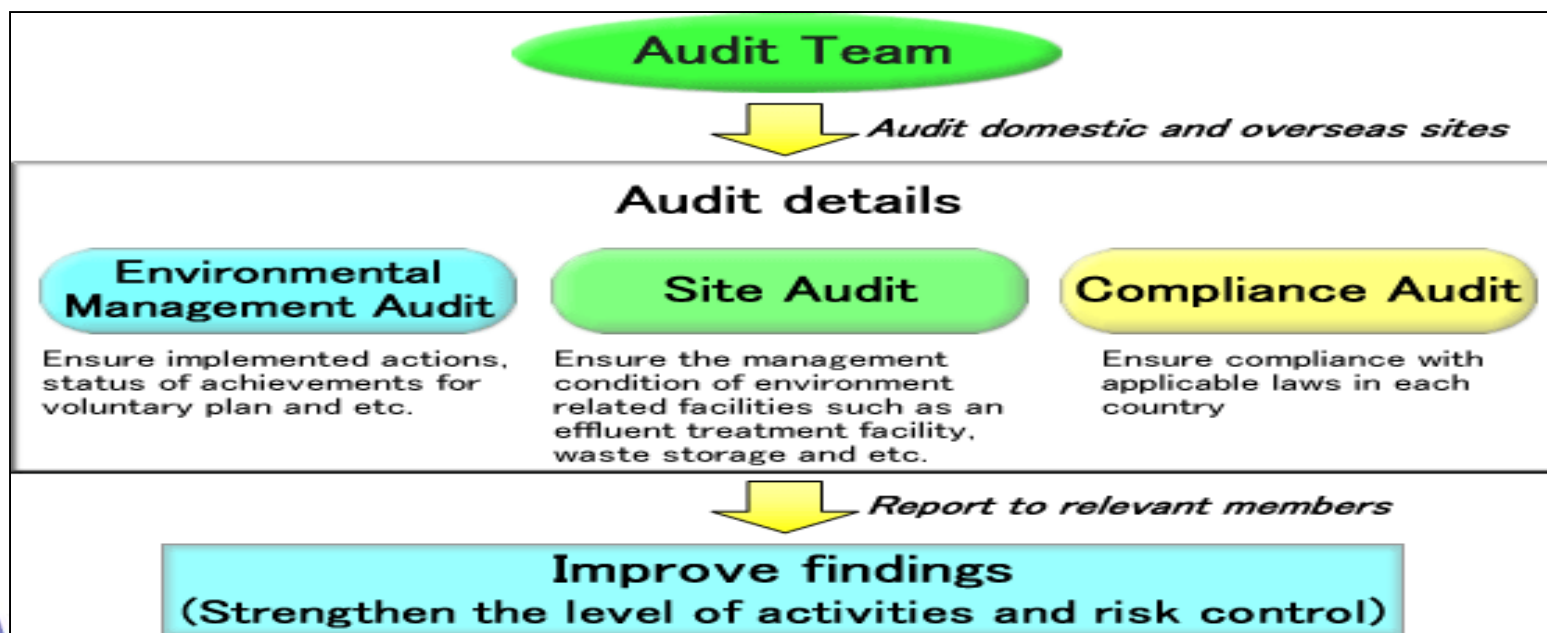 Audit Team
Audit domestic and overseas sites
Audit details
Environmental
Management Audit
Ensure implemented actions,
status of achievements for
voluntary plan and etc.
Site Audit
Ensure the management
condition of environment
related facilities such as an
effluent treatment facility,
waste storage and etc.
Compliance Audit
Ensure compliance with
applicable laws in each
country
Report to relevant members
Improve findings
(Strengthen the level of activities and risk control)